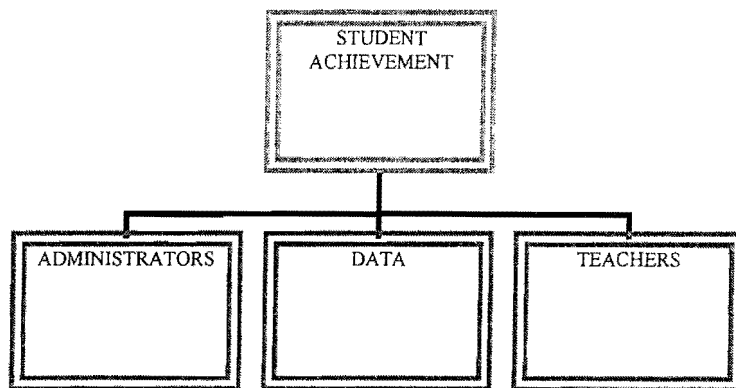 STUDENT
ACHIEVEMENT
ADMINISTRATORS
DATA
TEACHERS